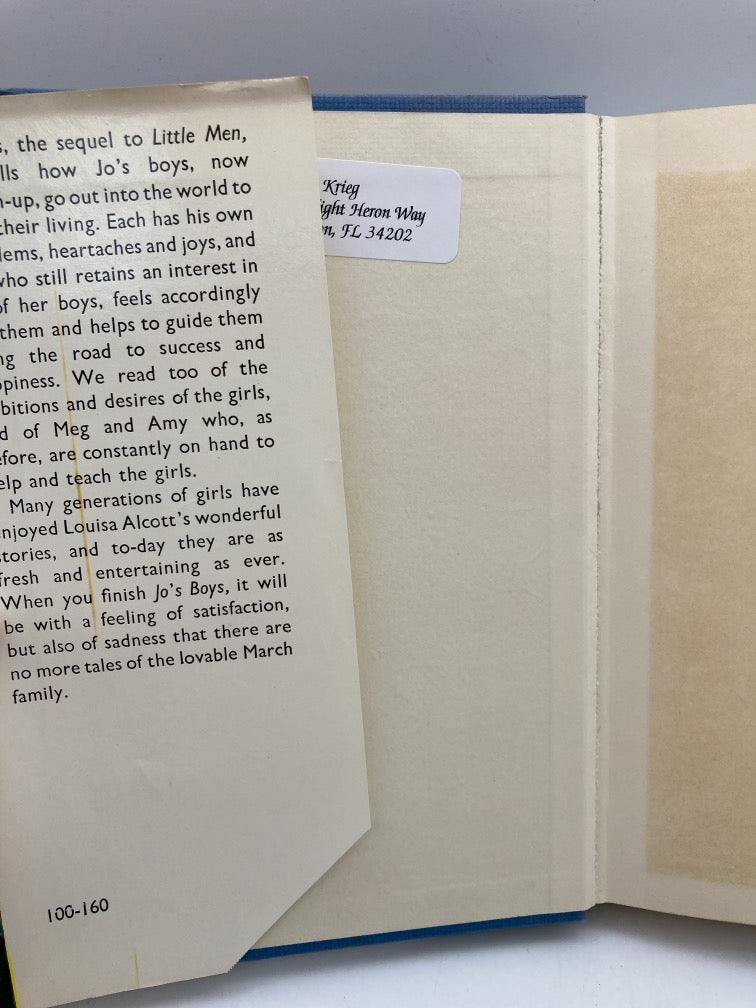 s, the sequel to Little Men,
lls how Jo's boys, now
n-up, go out into the world to
their living. Each has his own
lems, heartaches and joys, and
who still retains an interest in
of her boys, feels accordingly
them and helps to guide them
ng the road to success and
ppiness. We read too of the
bitions and desires of the girls,
d of Meg and Amy who, as
efore, are constantly on hand to
elp and teach the girls.
Many generations of girls have
njoyed Louisa Alcott's wonderful
tories, and to-day they are as
fresh and entertaining as ever.
When you finish Jo's Boys, it will
be with a feeling of satisfaction,
but also of sadness that there are
no more tales of the lovable March
family.
100-160
Krieg
ight Heron Way
n, FL 34202